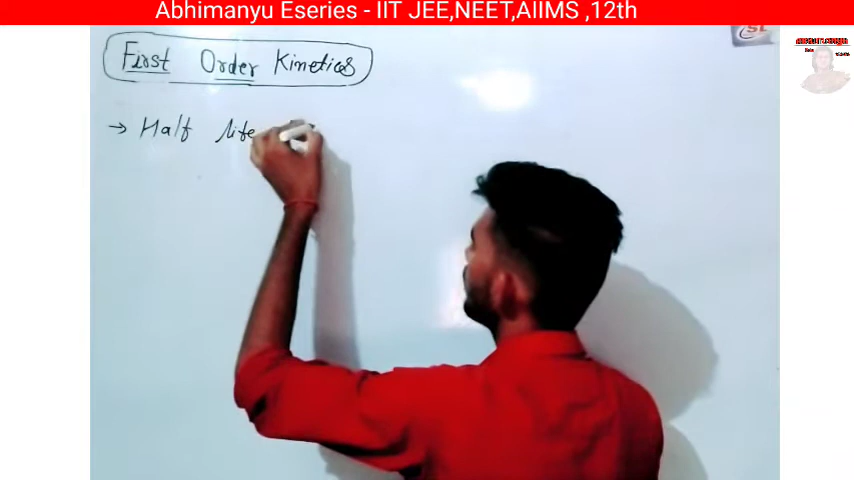 Abhimanyu Eseries - IIT JEE,NEET,AIIMS ,12th
First Order Kinetics
→ Half life